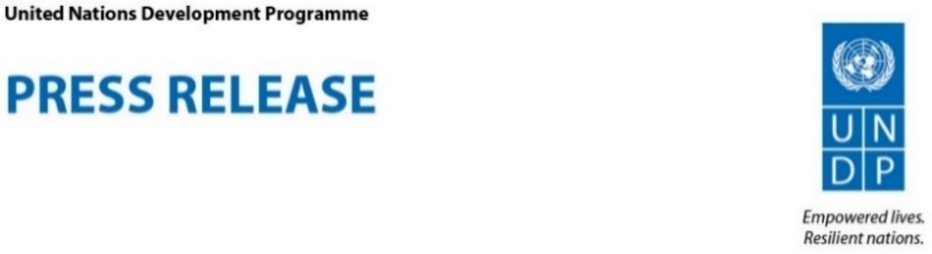 United Nations Development Programme
PRESS RELEASE
U N
D P
Empowered lives.
Resilient nations.